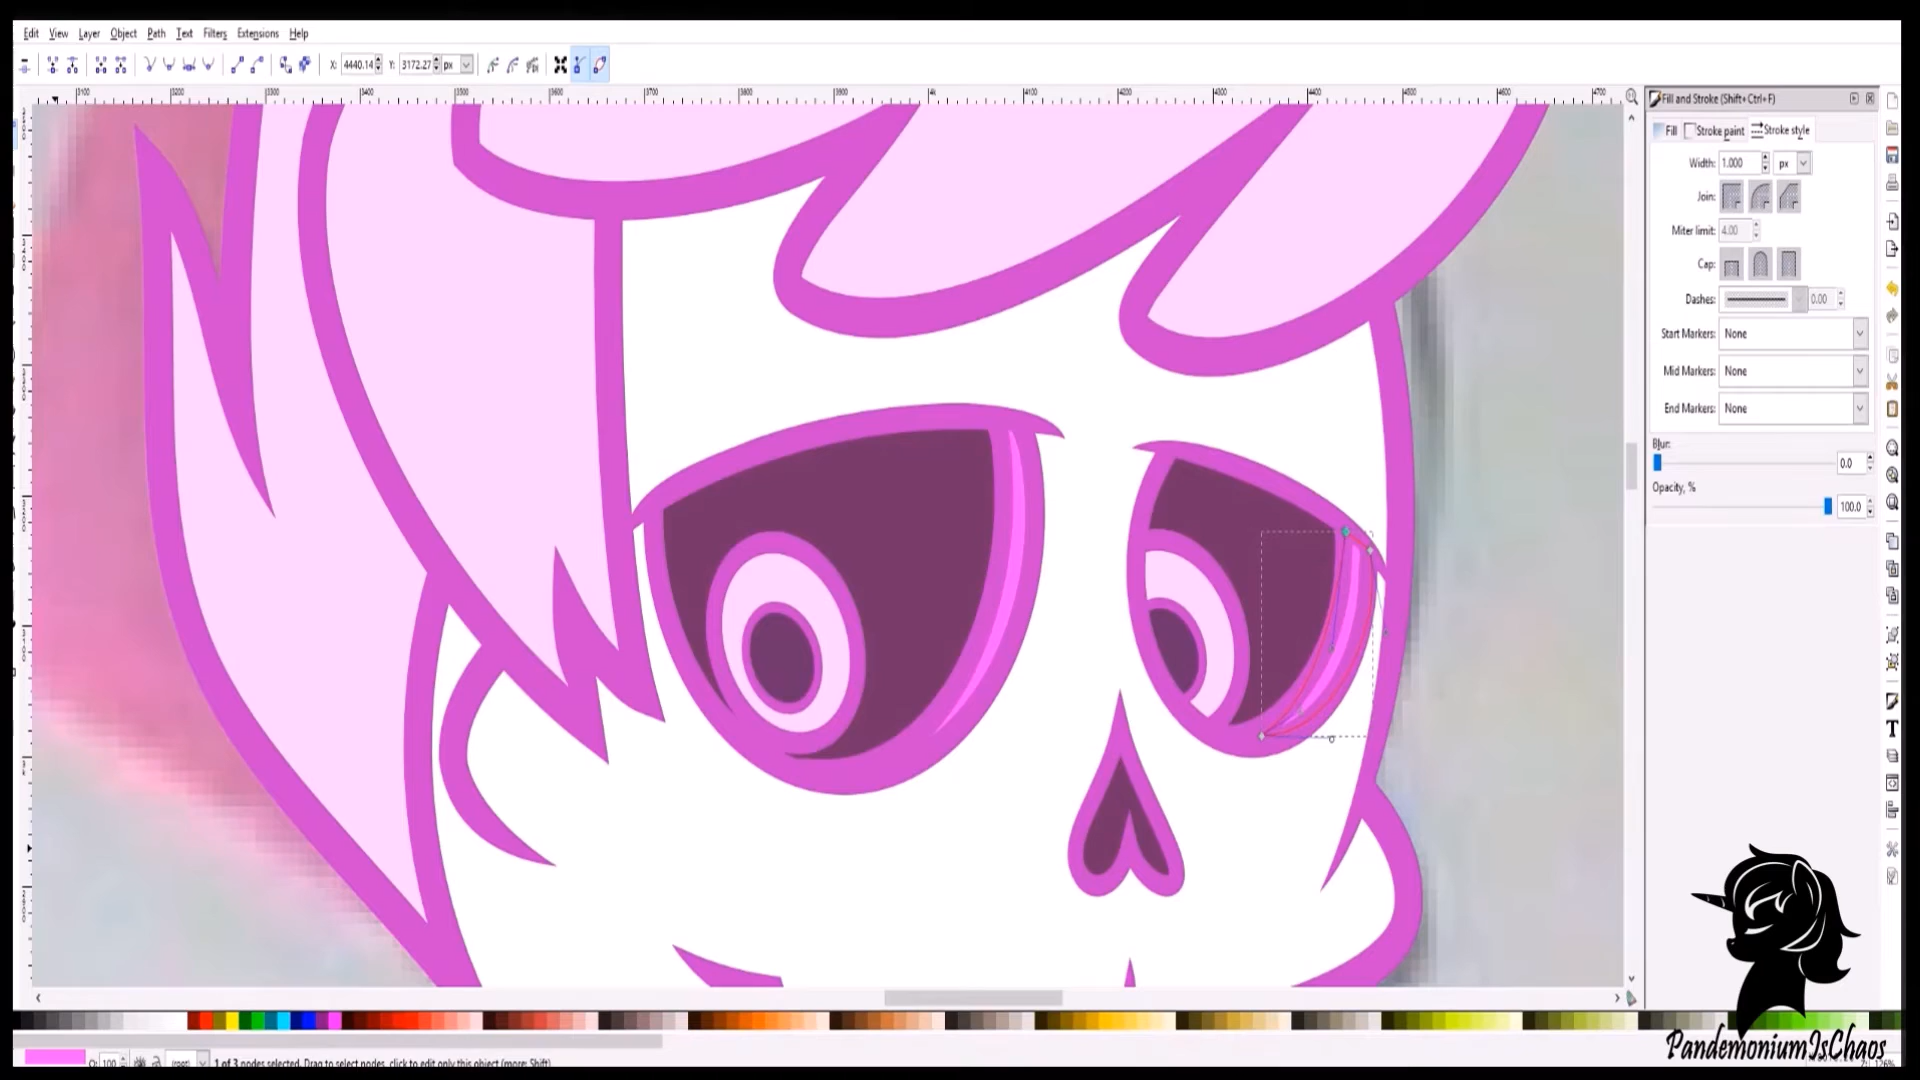 Edit View Layer Object Path Text Filters Extensions Help
X: 4440.14 Y: 3172.27 px
Fill and Stroke (Shift+Ctrl+F)
Fill Stroke paint Stroke style
Width: 1.000 px
Join:
Miter limit: 4.00
Cap:
Dashes: 0.00
Start Markers: None
Mid Markers: None
End Markers: None
Blur:
0.0
Opacity, %
100.0
PandemoniumIsChaos
O: 100 (root) 1 of 3 nodes selected. Drag to select nodes, click to edit only this object (more: Shift)
126%